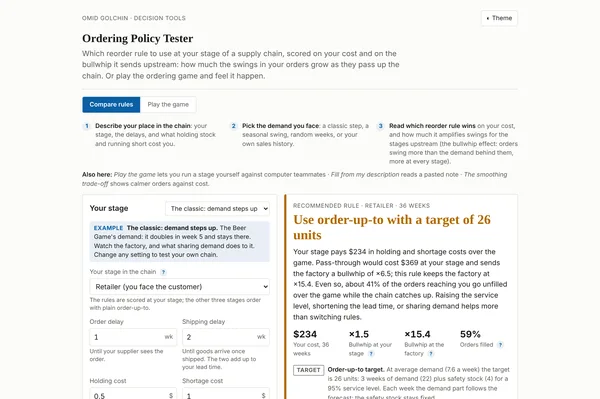 OMID GOLCHIN · DECISION TOOLS
Theme
Ordering Policy Tester
Which reorder rule to use at your stage of a supply chain, scored on your cost and on the
bullwhip it sends upstream: how much the swings in your orders grow as they pass up the
chain. Or play the ordering game and feel it happen.
Compare rules
Play the game
1 Describe your place in the chain: your
stage, the delays, and what holding stock
and running short cost you.
2 Pick the demand you face: a classic step, a
seasonal swing, random weeks, or your
own sales history.
3 Read which reorder rule wins on your cost,
and how much it amplifies swings for the
stages upstream (the bullwhip effect: orders
swing more than the demand behind them,
more at every stage).
Also here: Play the game lets you run a stage yourself against computer teammates · Fill from my description reads a pasted note · The smoothing
trade-off shows calmer orders against cost.
Your stage
The classic: demand steps up.
EXAMPLE The classic: demand steps up. The Beer
Game's demand: it doubles in week 5 and stays there.
Watch the factory, and what sharing demand does to it.
Change any setting to test your own chain.
Your stage in the chain ?
Retailer (you face the customer)
The rules are scored at your stage; the other three stages order
with plain order-up-to.
Order delay
Shipping delay
1 wk
2 wk
Until your supplier sees the
order.
Until goods arrive once
shipped. The two add up to
your lead time.
Holding cost
Shortage cost
0.5 $
1 $
RECOMMENDED RULE · RETAILER · 36 WEEKS
Use order-up-to with a target of 26
units
Your stage pays $234 in holding and shortage costs over the
game. Pass-through would cost $369 at your stage and sends
the factory a bullwhip of ×6.5; this rule keeps the factory at
×15.4. Even so, about 41% of the orders reaching you go unfilled
over the game while the chain catches up. Raising the service
level, shortening the lead time, or sharing demand helps more
than switching rules.
$234
Your cost, 36
weeks
×1.5
Bullwhip at your
stage ?
×15.4
Bullwhip at the
factory ?
59%
Orders filled ?
TARGET Order-up-to target. At average demand (7.6 a week) the target
is 26 units: 3 weeks of demand (22) plus safety stock (4) for a
95% service level. Each week the demand part follows the
forecast; the safety stock stays fixed.